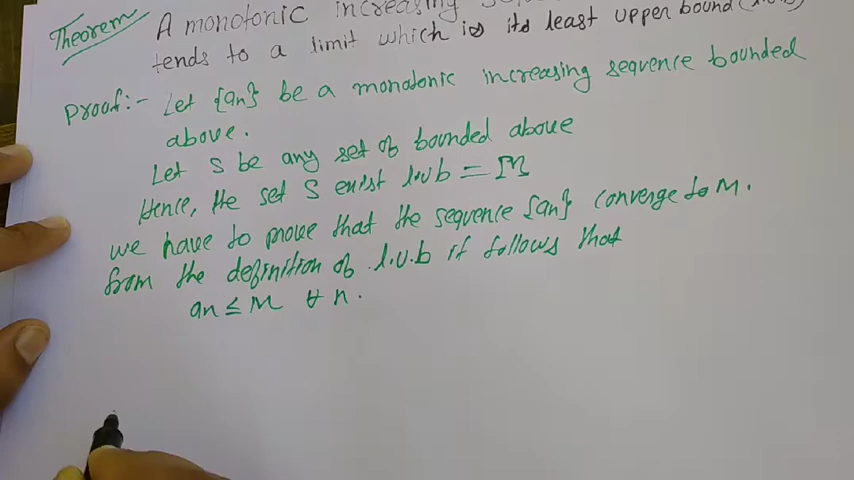 Theorem A monotonic increasing
tends to a limit which is its least upper bound
Proof:- Let {an} be a monotonic increasing sequence bounded
above.
Let S be any set of bounded above
Hence, the set S exist l.u.b = M
we have to prove that the sequence {an} converge to M.
from the definition of l.u.b it follows that
an ≤ M ∀ n.